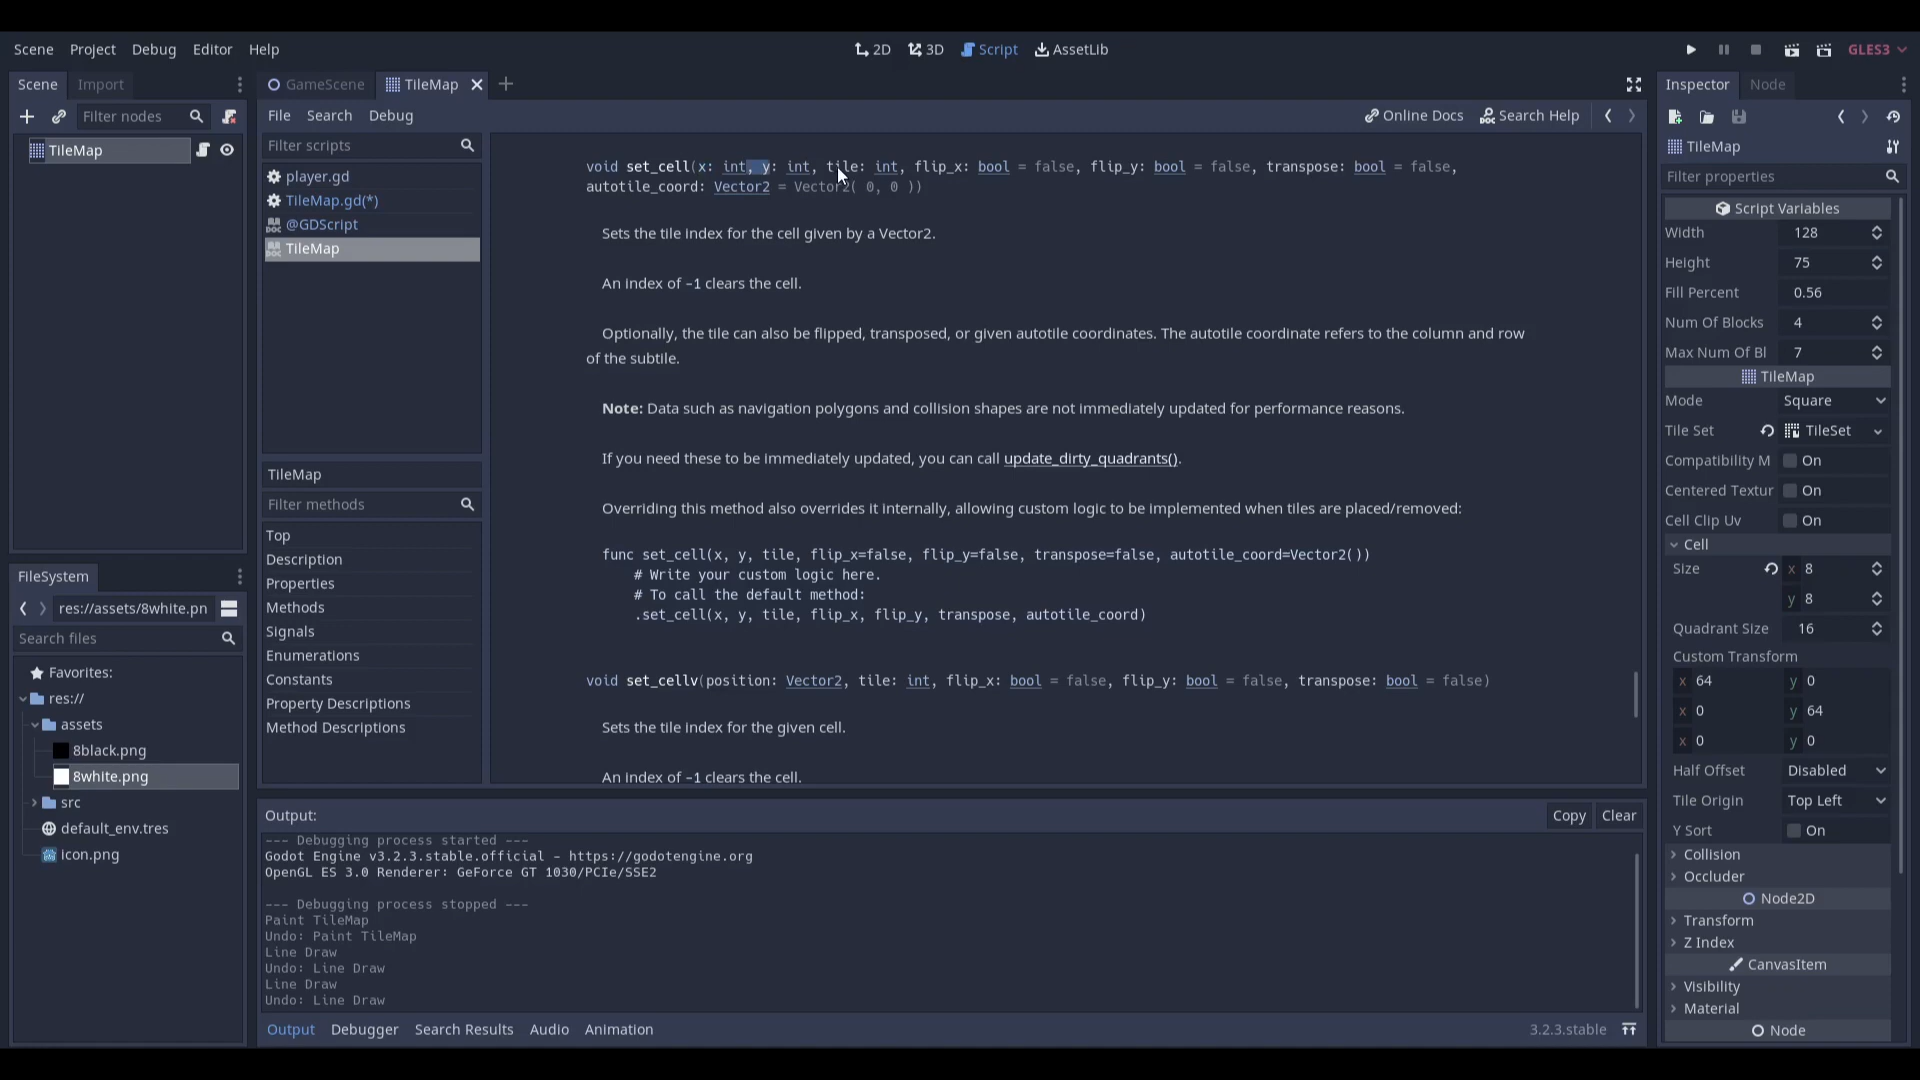 Scene Project Debug Editor Help
2D 3D Script AssetLib
GLES3
Scene Import
GameScene TileMap
Inspector Node
Filter nodes
File Search Debug
Online Docs Search Help
TileMap
Filter scripts
player.gd
TileMap.gd(*)
@GDScript
TileMap
TileMap
Filter methods
Top
Description
Properties
Methods
Signals
Enumerations
Constants
Property Descriptions
Method Descriptions
void set_cell(x: int, y: int, tile: int, flip_x: bool = false, flip_y: bool = false, transpose: bool = false,
autotile_coord: Vector2 = Vector2( 0, 0 ))
Sets the tile index for the cell given by a Vector2.
An index of -1 clears the cell.
Optionally, the tile can also be flipped, transposed, or given autotile coordinates. The autotile coordinate refers to the column and row
of the subtile.
Note: Data such as navigation polygons and collision shapes are not immediately updated for performance reasons.
If you need these to be immediately updated, you can call update_dirty_quadrants().
Overriding this method also overrides it internally, allowing custom logic to be implemented when tiles are placed/removed:
func set_cell(x, y, tile, flip_x=false, flip_y=false, transpose=false, autotile_coord=Vector2())
# Write your custom logic here.
# To call the default method:
.set_cell(x, y, tile, flip_x, flip_y, transpose, autotile_coord)
void set_cellv(position: Vector2, tile: int, flip_x: bool = false, flip_y: bool = false, transpose: bool = false)
Sets the tile index for the given cell.
An index of -1 clears the cell.
FileSystem
res://assets/8white.pn
Search files
Favorites:
res://
assets
8black.png
8white.png
src
default_env.tres
icon.png
Output:
Copy Clear
--- Debugging process started ---
Godot Engine v3.2.3.stable.official - https://godotengine.org
OpenGL ES 3.0 Renderer: GeForce GT 1030/PCIe/SSE2
--- Debugging process stopped ---
Paint TileMap
Undo: Paint TileMap
Line Draw
Undo: Line Draw
Line Draw
Undo: Line Draw
Output Debugger Search Results Audio Animation
3.2.3.stable
TileMap
Filter properties
Script Variables
Width 128
Height 75
Fill Percent 0.56
Num Of Blocks 4
Max Num Of Bl 7
TileMap
Mode Square
Tile Set TileSet
Compatibility M On
Centered Textur On
Cell Clip Uv On
Cell
Size x 8
y 8
Quadrant Size 16
Custom Transform
x 64 y 0
x 0 y 64
x 0 y 0
Half Offset Disabled
Tile Origin Top Left
Y Sort On
Collision
Occluder
Node2D
Transform
Z Index
CanvasItem
Visibility
Material
Node